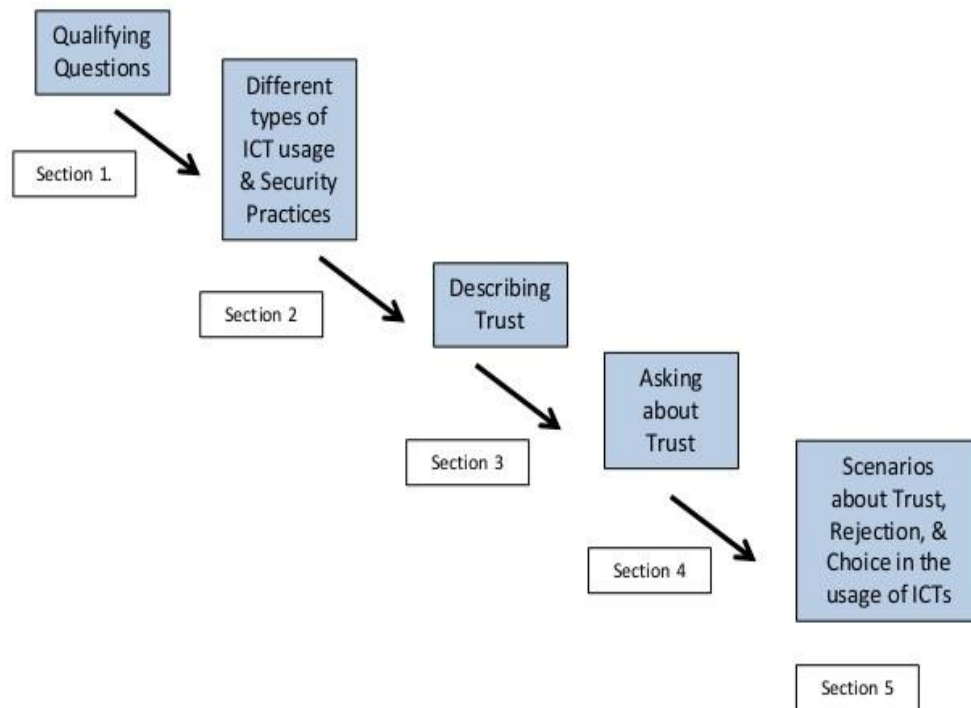 Qualifying
Questions
Section 1.
Different
types of
ICT usage
& Security
Practices
Section 2
Describing
Trust
Section 3
Asking
about
Trust
Section 4
Scenarios
about Trust,
Rejection, &
Choice in the
usage of ICTs
Section 5